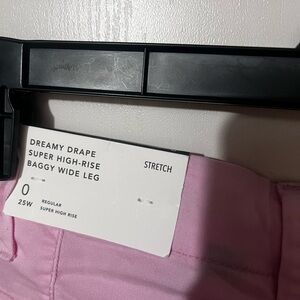 DREAMY DRAPE
SUPER HIGH-RISE
BAGGY WIDE LEG
STRETCH
0
25W
REGULAR
SUPER HIGH RISE